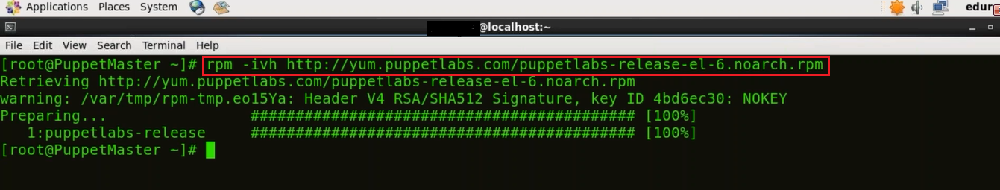 Applications Places System edur
@localhost:~
File Edit View Search Terminal Help
[root@PuppetMaster ~]# rpm -ivh http://yum.puppetlabs.com/puppetlabs-release-el-6.noarch.rpm
Retrieving http://yum.puppetlabs.com/puppetlabs-release-el-6.noarch.rpm
warning: /var/tmp/rpm-tmp.eo15Ya: Header V4 RSA/SHA512 Signature, key ID 4bd6ec30: NOKEY
Preparing... ########################################### [100%]
1:puppetlabs-release ########################################### [100%]
[root@PuppetMaster ~]#